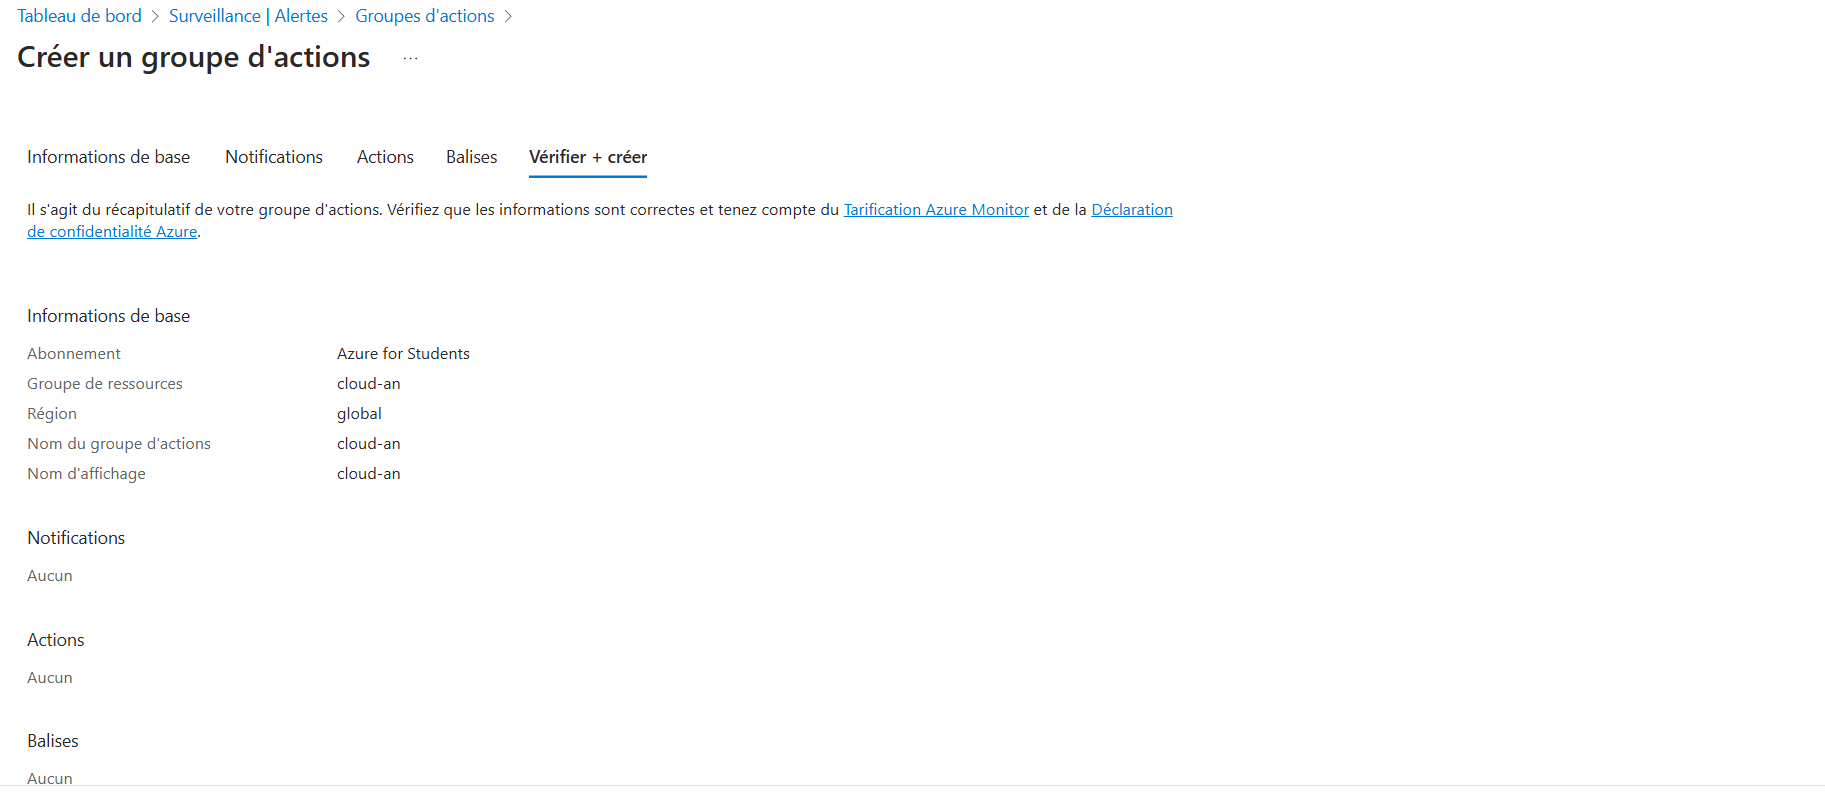 Tableau de bord > Surveillance | Alertes > Groupes d'actions >
Créer un groupe d'actions ...
Informations de base Notifications Actions Balises Vérifier + créer
Il s'agit du récapitulatif de votre groupe d'actions. Vérifiez que les informations sont correctes et tenez compte du Tarification Azure Monitor et de la Déclaration
de confidentialité Azure.
Informations de base
Abonnement Azure for Students
Groupe de ressources cloud-an
Région global
Nom du groupe d'actions cloud-an
Nom d'affichage cloud-an
Notifications
Aucun
Actions
Aucun
Balises
Aucun